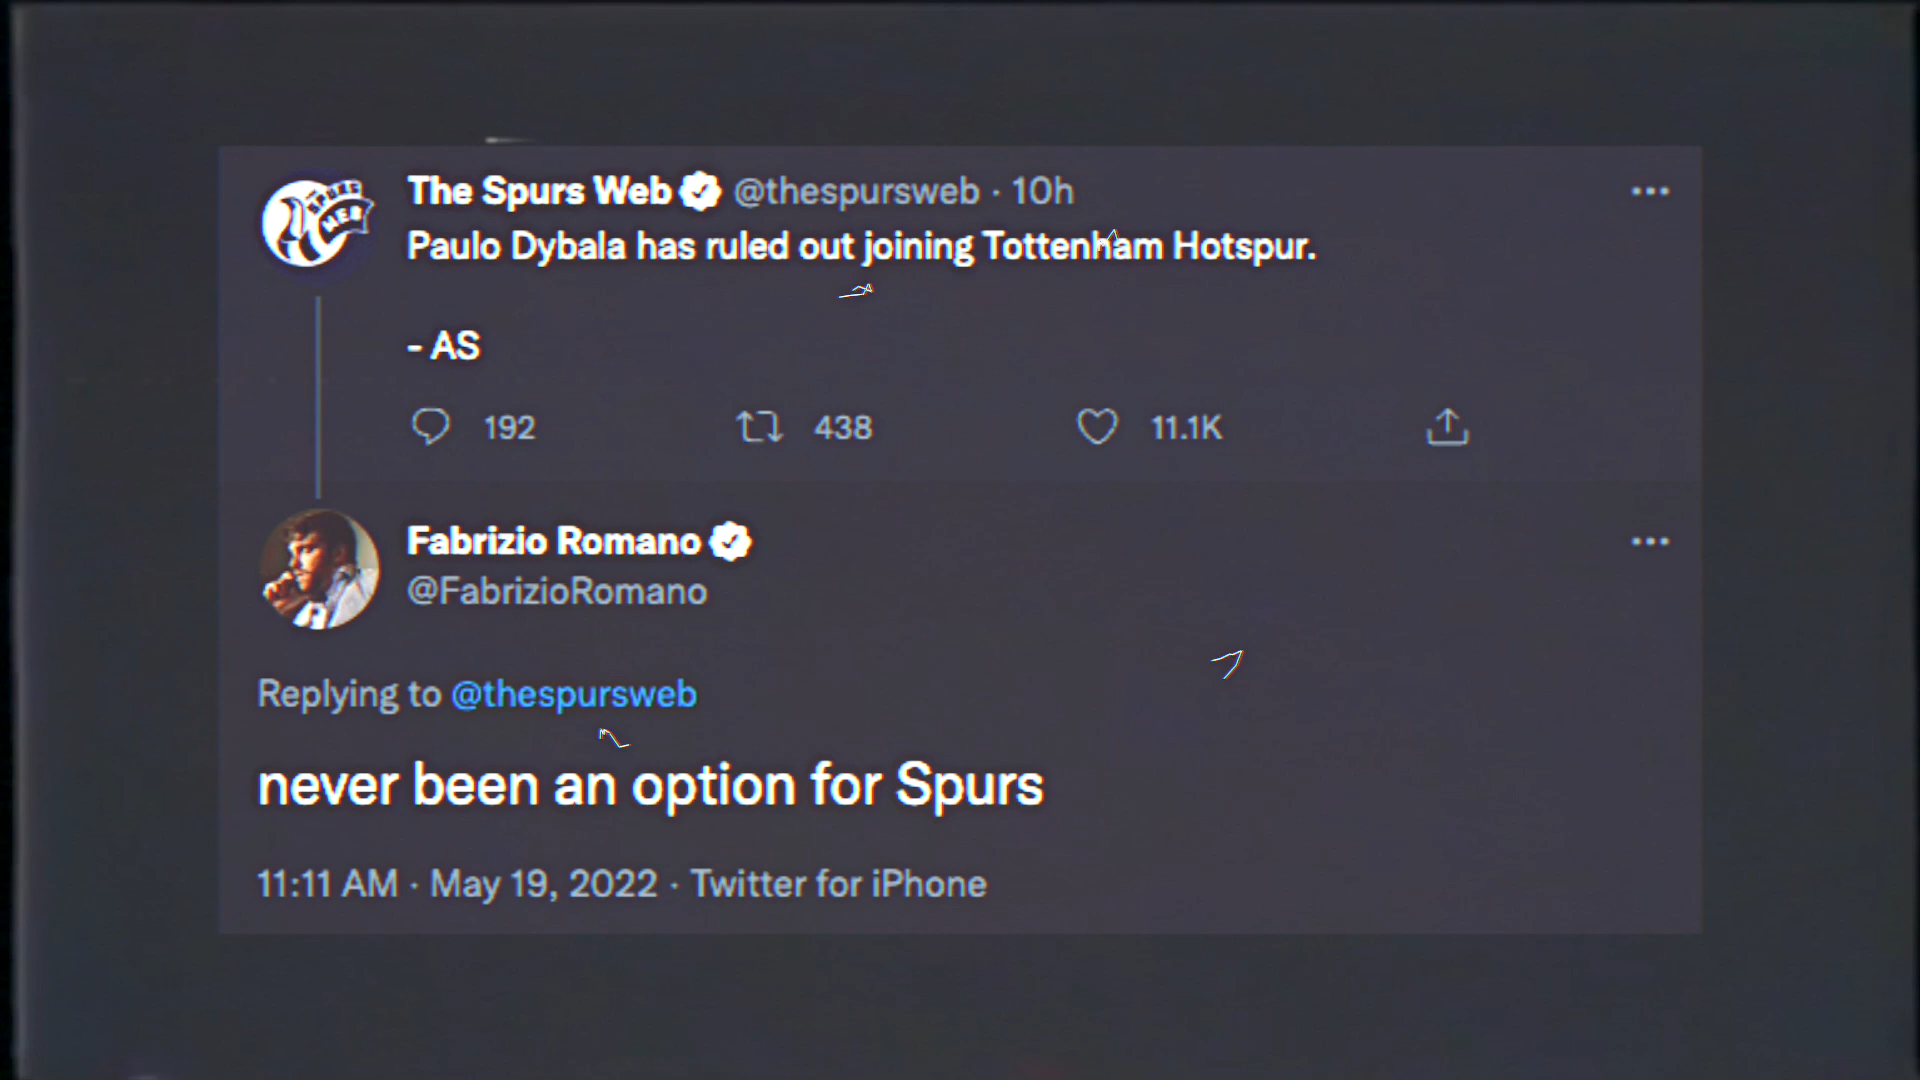 The Spurs Web @thespursweb · 10h
Paulo Dybala has ruled out joining Tottenham Hotspur.
- AS
192 438 11.1K
Fabrizio Romano
@FabrizioRomano
Replying to @thespursweb
never been an option for Spurs
11:11 AM · May 19, 2022 · Twitter for iPhone